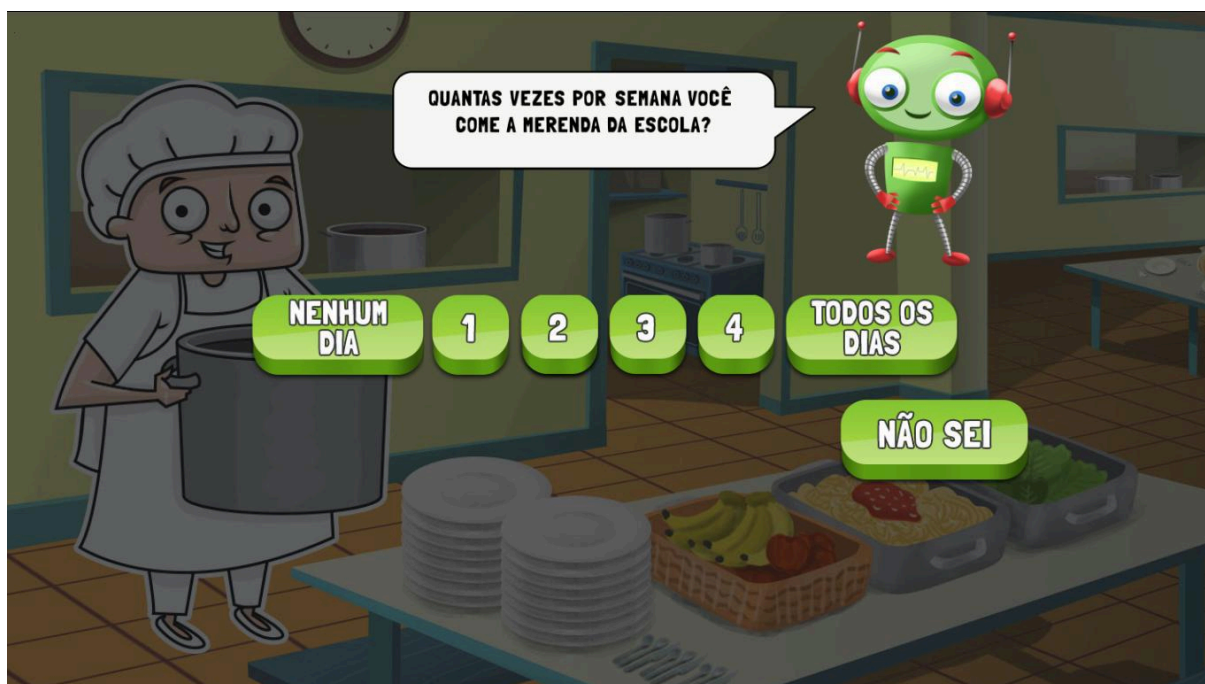 QUANTAS VEZES POR SEMANA VOCÊ
COME A MERENDA DA ESCOLA?
NENHUM
DIA
1
2
3
4
TODOS OS
DIAS
NÃO SEI